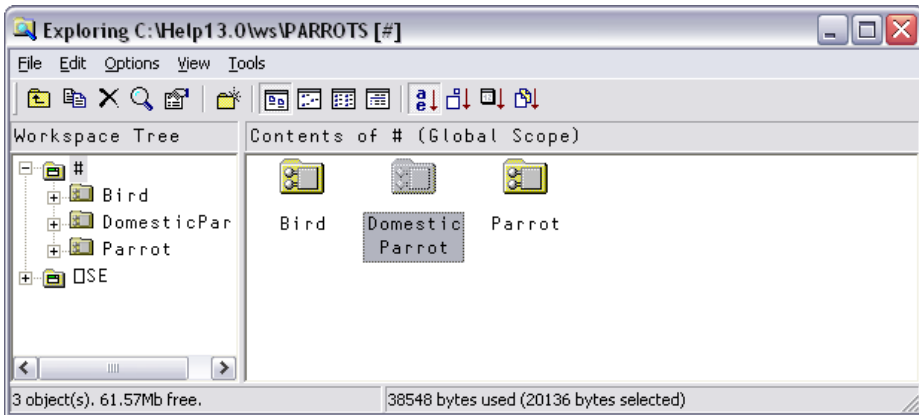 Exploring C:\Help13.0\ws\PARROTS [#]
File Edit Options View Tools
Workspace Tree
Contents of # (Global Scope)
#
Bird
DomesticPar
Parrot
⎕SE
Bird
Domestic
Parrot
Parrot
3 object(s). 61.57Mb free.
38548 bytes used (20136 bytes selected)